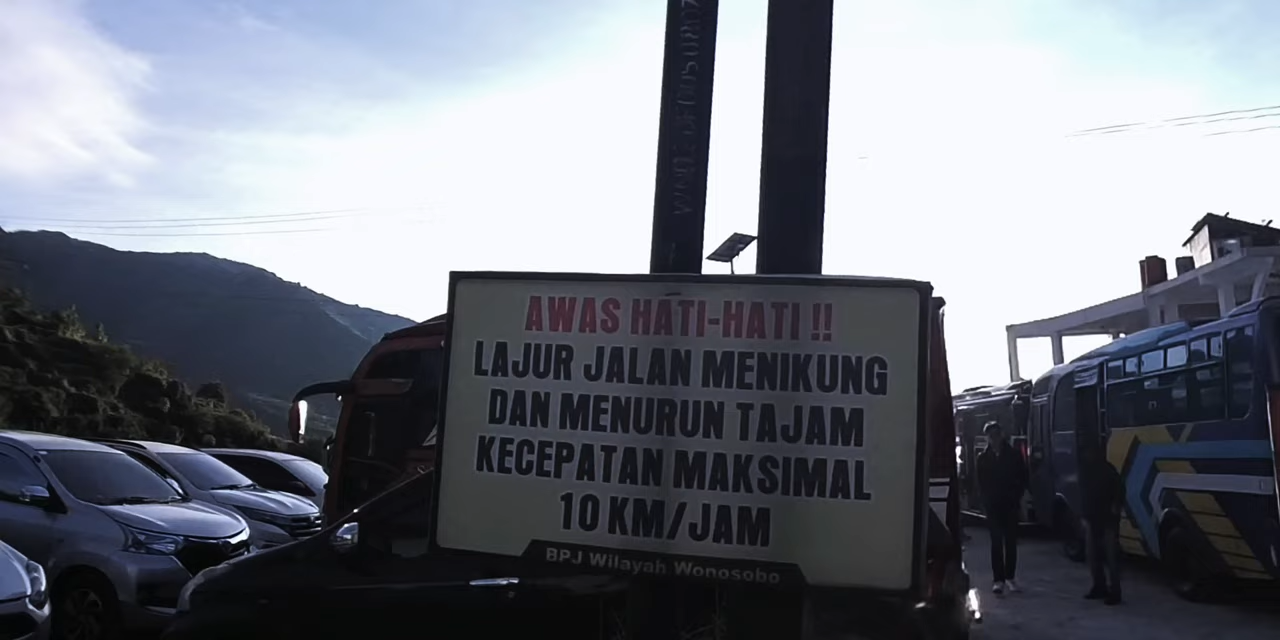 AWAS HATI-HATI !!
LAJUR JALAN MENIKUNG
DAN MENURUN TAJAM
KECEPATAN MAKSIMAL
10 KM/JAM
BPJ Wilayah Wonosobo